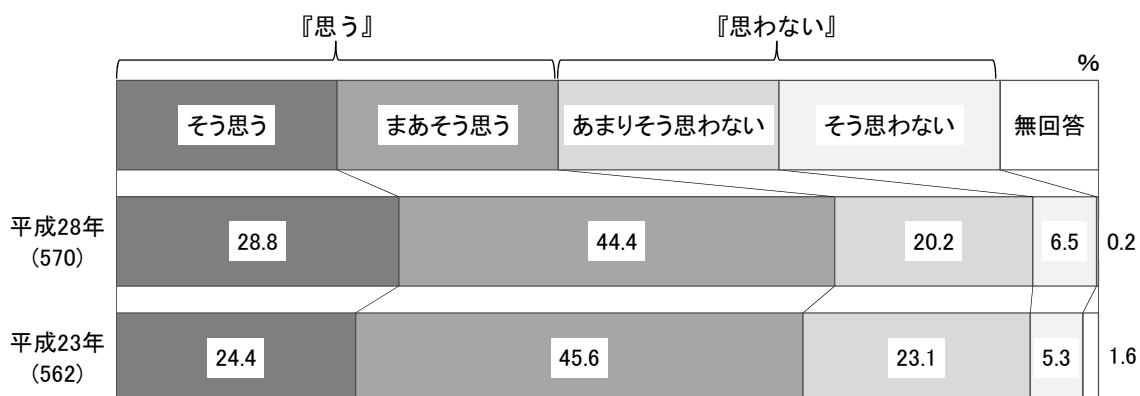 『思う』 『思わない』
%
そう思う まあそう思う あまりそう思わない そう思わない 無回答
平成28年
(570)
28.8 44.4 20.2 6.5 0.2
平成23年
(562)
24.4 45.6 23.1 5.3 1.6